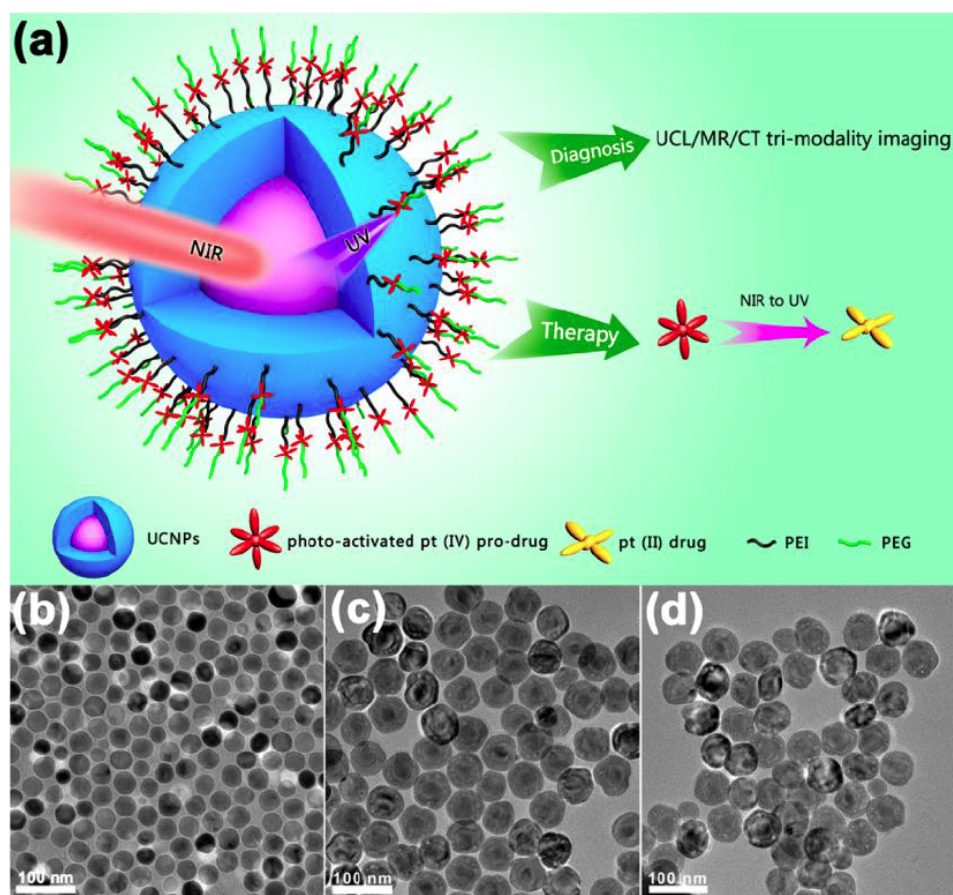 (a)
Diagnosis
UCL/MR/CT tri-modality imaging
NIR
UV
Therapy
NIR to UV
UCNPs
photo-activated pt (IV) pro-drug
pt (II) drug
PEI
PEG
(b)
(c)
(d)
100 nm
100 nm
100 nm